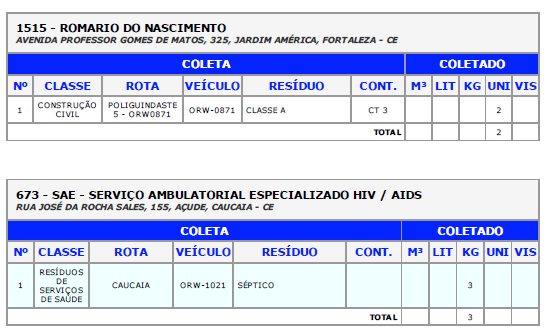 1515 - ROMARIO DO NASCIMENTO
AVENIDA PROFESSOR GOMES DE MATOS, 325, JARDIM AMÉRICA, FORTALEZA - CE
COLETA COLETADO
Nº CLASSE ROTA VEÍCULO RESÍDUO CONT. M³ LIT KG UNI VIS
1 CONSTRUÇÃO CIVIL POLIGUINDASTE 5 - ORW0871 ORW-0871 CLASSE A CT 3 2
TOTAL 2
673 - SAE - SERVIÇO AMBULATORIAL ESPECIALIZADO HIV / AIDS
RUA JOSÉ DA ROCHA SALES, 155, AÇUDE, CAUCAIA - CE
COLETA COLETADO
Nº CLASSE ROTA VEÍCULO RESÍDUO CONT. M³ LIT KG UNI VIS
1 RESÍDUOS DE SERVIÇOS DE SAÚDE CAUCAIA ORW-1021 SÉPTICO 3
TOTAL 3